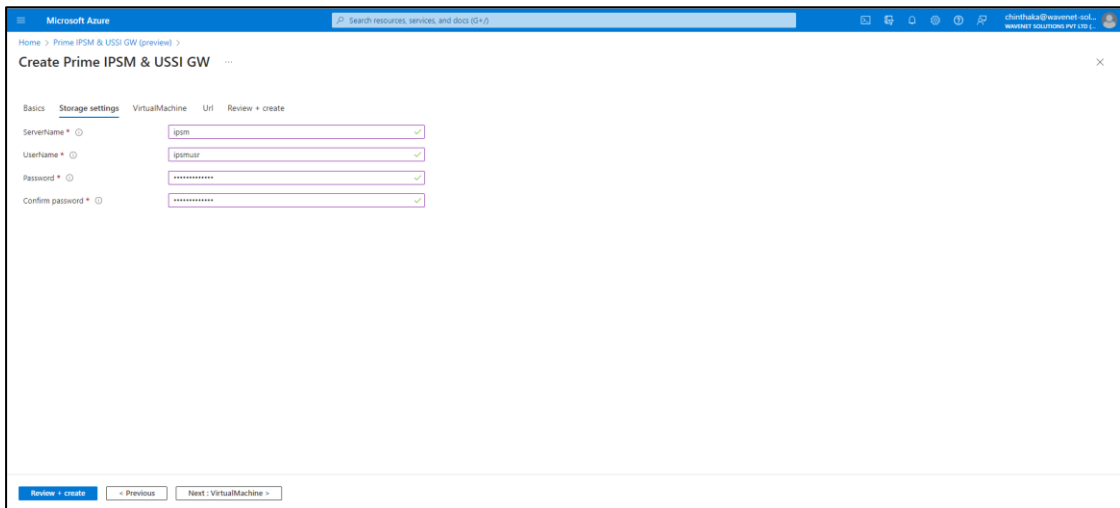 Microsoft Azure
Search resources, services, and docs (G+/)
chinthaka@wavenet-sol...
WAVENET SOLUTIONS PVT LTD (...
Home > Prime IPSM & USSI GW (preview) >
Create Prime IPSM & USSI GW ...
Basics Storage settings VirtualMachine Url Review + create
ServerName * ipsm
UserName * ipsmusr
Password * •••••••••••••
Confirm password * •••••••••••••
Review + create < Previous Next : VirtualMachine >